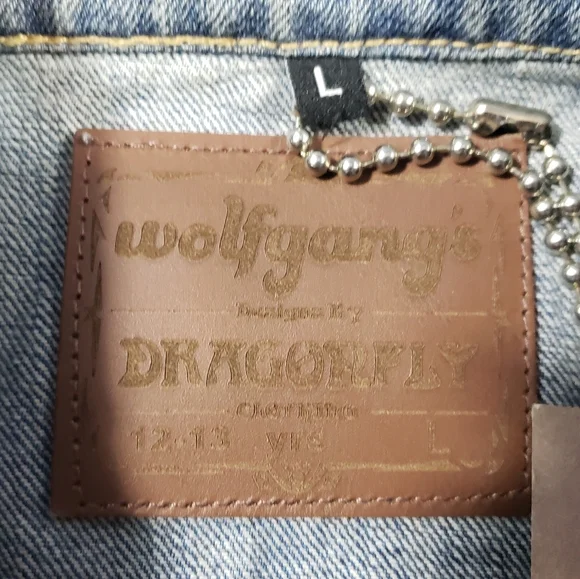 L
wolfgang's
Designed By
DRAGONFLY
Clothing
12-13 yrs L